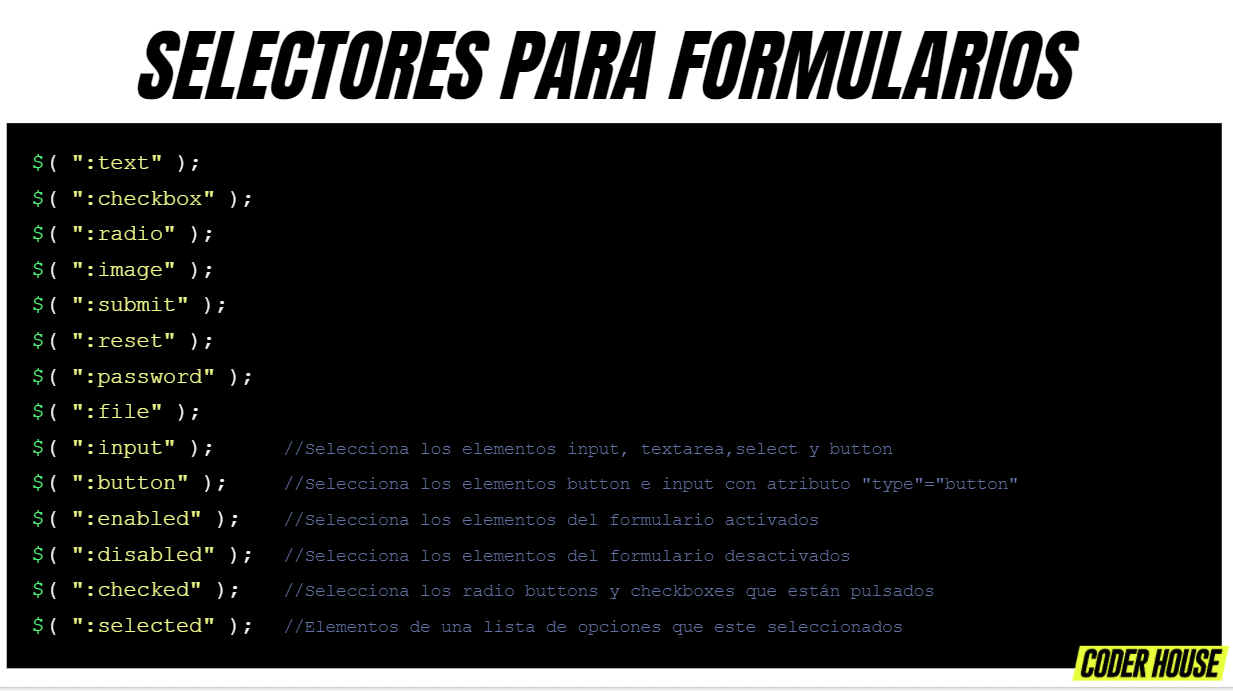 SELECTORES PARA FORMULARIOS
$( ":text" );
$( ":checkbox" );
$( ":radio" );
$( ":image" );
$( ":submit" );
$( ":reset" );
$( ":password" );
$( ":file" );
$( ":input" ); //Selecciona los elementos input, textarea,select y button
$( ":button" ); //Selecciona los elementos button e input con atributo "type"="button"
$( ":enabled" ); //Selecciona los elementos del formulario activados
$( ":disabled" ); //Selecciona los elementos del formulario desactivados
$( ":checked" ); //Selecciona los radio buttons y checkboxes que están pulsados
$( ":selected" ); //Elementos de una lista de opciones que este seleccionados
CODER HOUSE